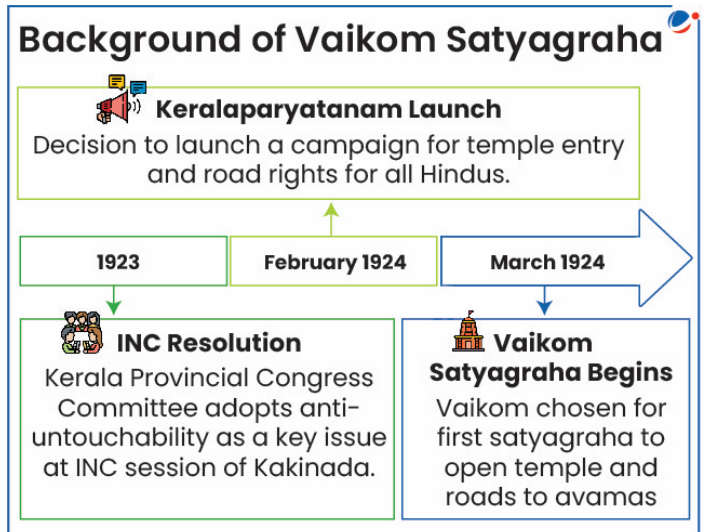 Background of Vaikom Satyagraha
Keralaparyatanam Launch
Decision to launch a campaign for temple entry
and road rights for all Hindus.
1923
February 1924
March 1924
INC Resolution
Kerala Provincial Congress
Committee adopts anti-
untouchability as a key issue
at INC session of Kakinada.
Vaikom
Satyagraha Begins
Vaikom chosen for
first satyagraha to
open temple and
roads to avamas